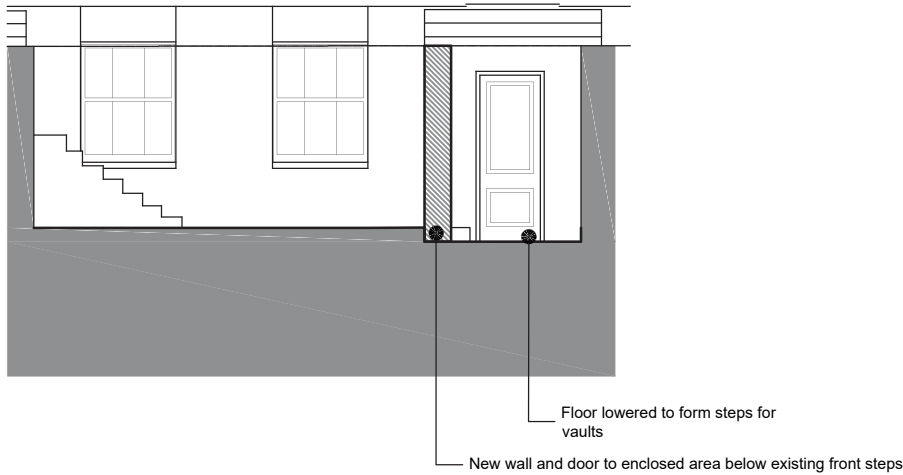 Floor lowered to form steps for
vaults
New wall and door to enclosed area below existing front steps